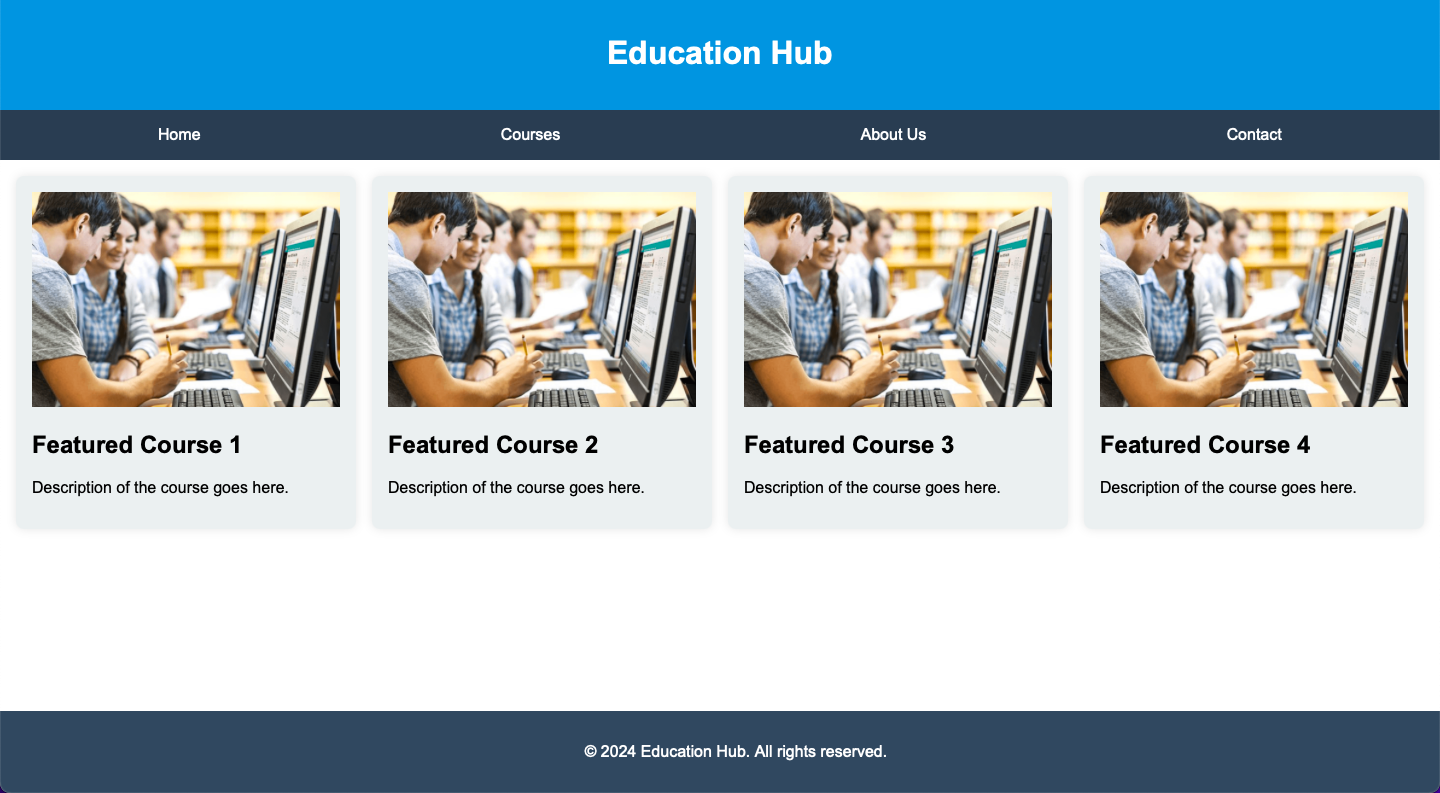 Education Hub
Home Courses About Us Contact
Featured Course 1 Featured Course 2 Featured Course 3 Featured Course 4
Description of the course goes here. Description of the course goes here. Description of the course goes here. Description of the course goes here.
© 2024 Education Hub. All rights reserved.